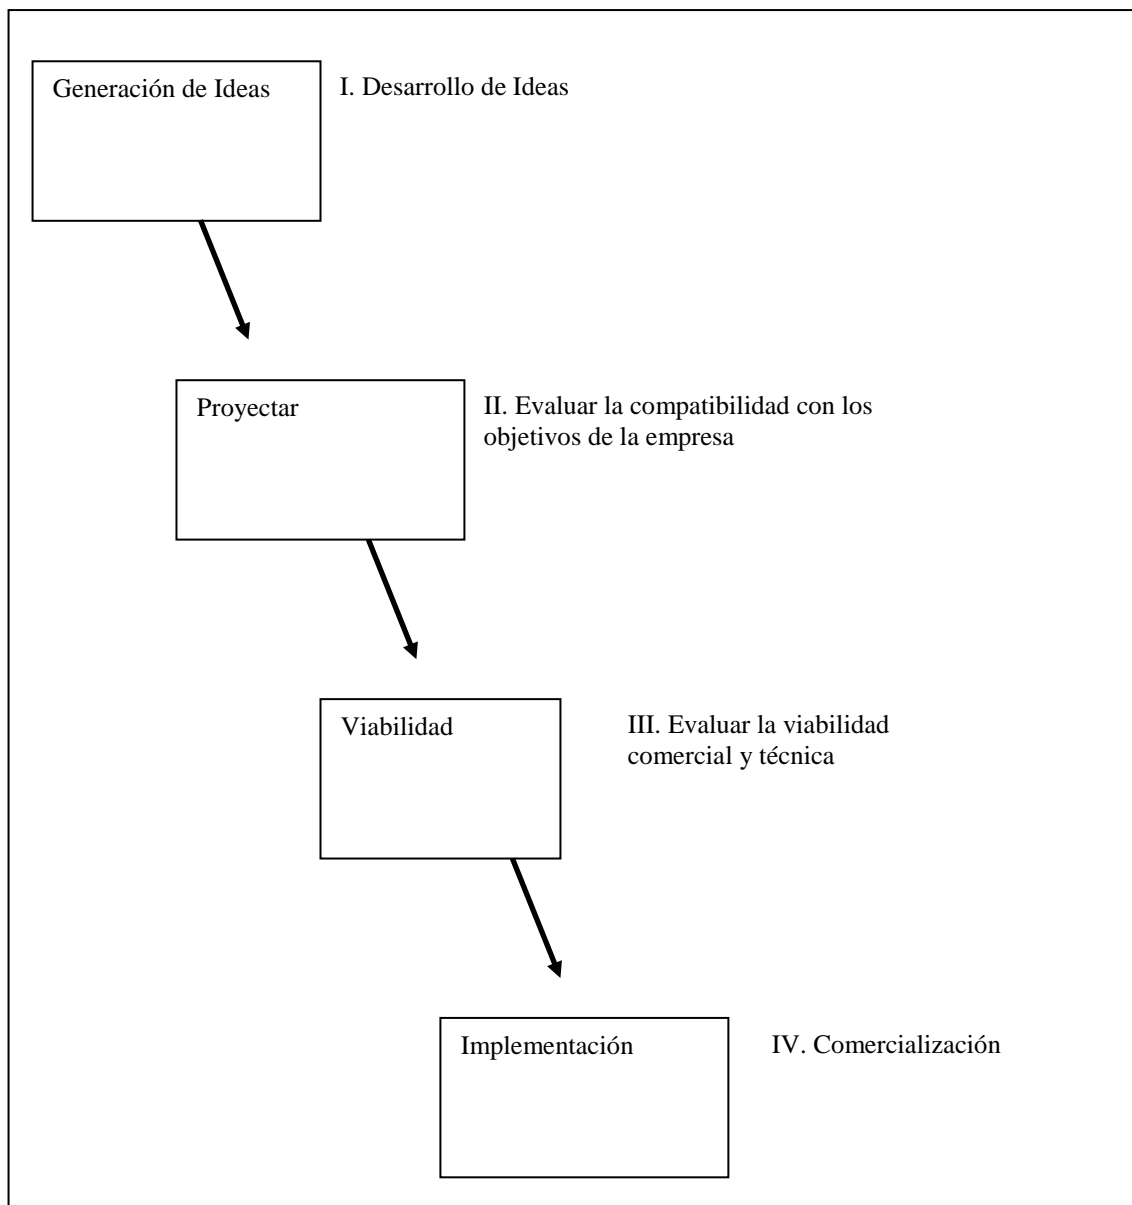 Generación de Ideas
I. Desarrollo de Ideas
Proyectar
II. Evaluar la compatibilidad con los
objetivos de la empresa
Viabilidad
III. Evaluar la viabilidad
comercial y técnica
Implementación
IV. Comercialización